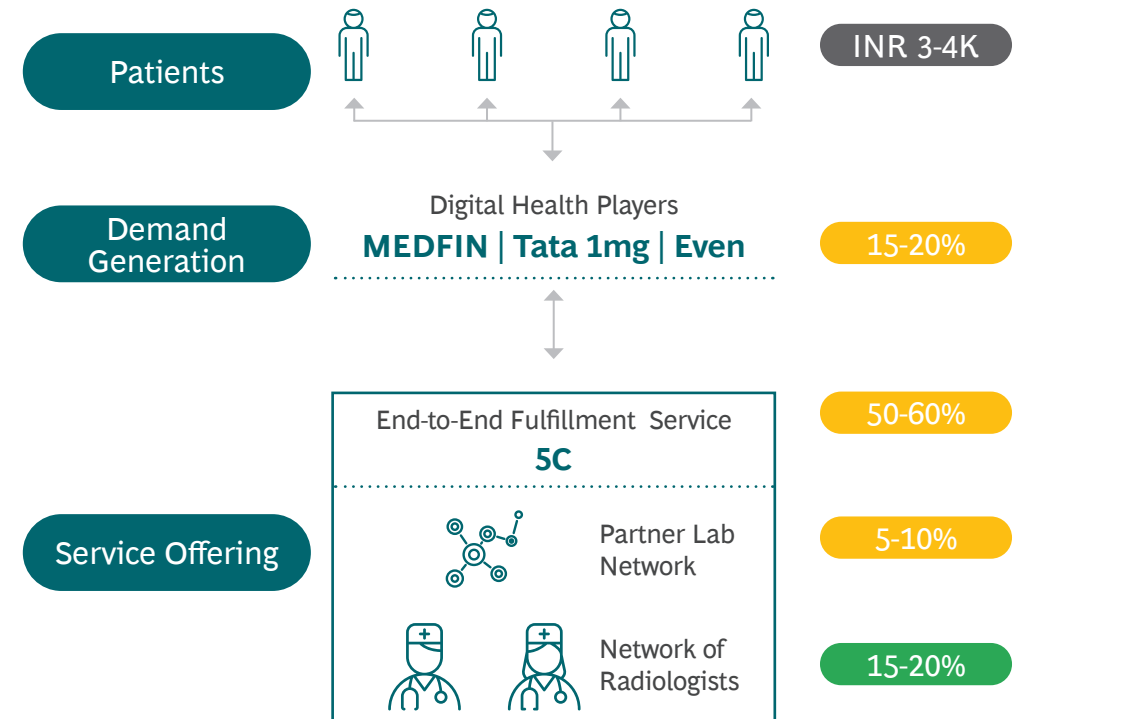 Patients
INR 3-4K
Digital Health Players
Demand
Generation
MEDFIN | Tata 1mg | Even
15-20%
End-to-End Fulfillment Service
5C
50-60%
Service Offering
Partner Lab
Network
5-10%
Network of
Radiologists
15-20%